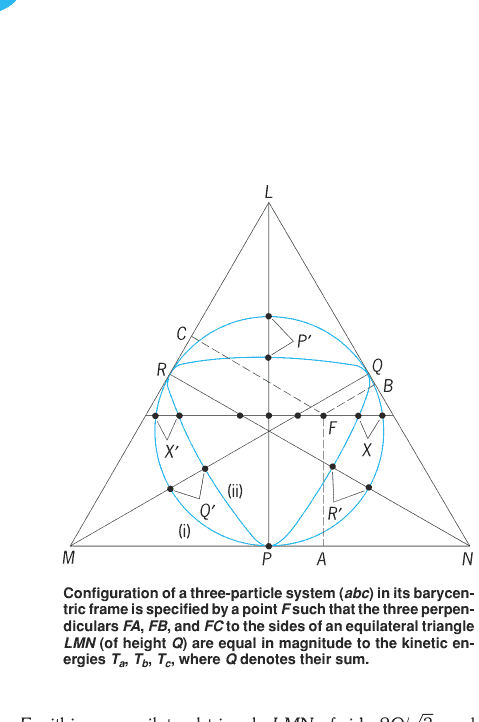 L
C
P′
R
Q
B
F
X′
X
(ii)
Q′
R′
(i)
M
P
A
N
Configuration of a three-particle system (abc) in its barycen-
tric frame is specified by a point F such that the three perpen-
diculars FA, FB, and FC to the sides of an equilateral triangle
LMN (of height Q) are equal in magnitude to the kinetic en-
ergies Ta, Tb, Tc, where Q denotes their sum.